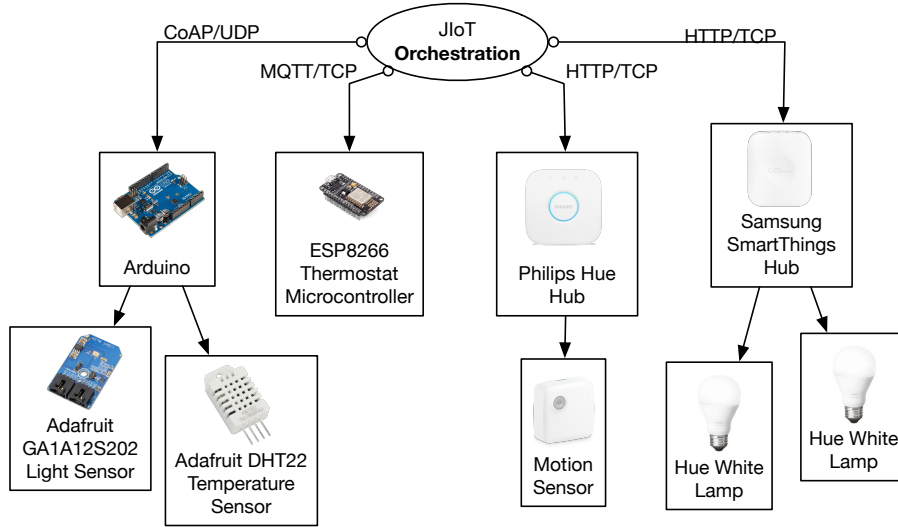 JIoT
Orchestration
CoAP/UDP
MQTT/TCP
HTTP/TCP
HTTP/TCP
Arduino
ESP8266
Thermostat
Microcontroller
PHILIPS
Philips Hue
Hub
Samsung
SmartThings
Hub
Adafruit
GA1A12S202
Light Sensor
Adafruit DHT22
Temperature
Sensor
Motion
Sensor
Hue White
Lamp
Hue White
Lamp